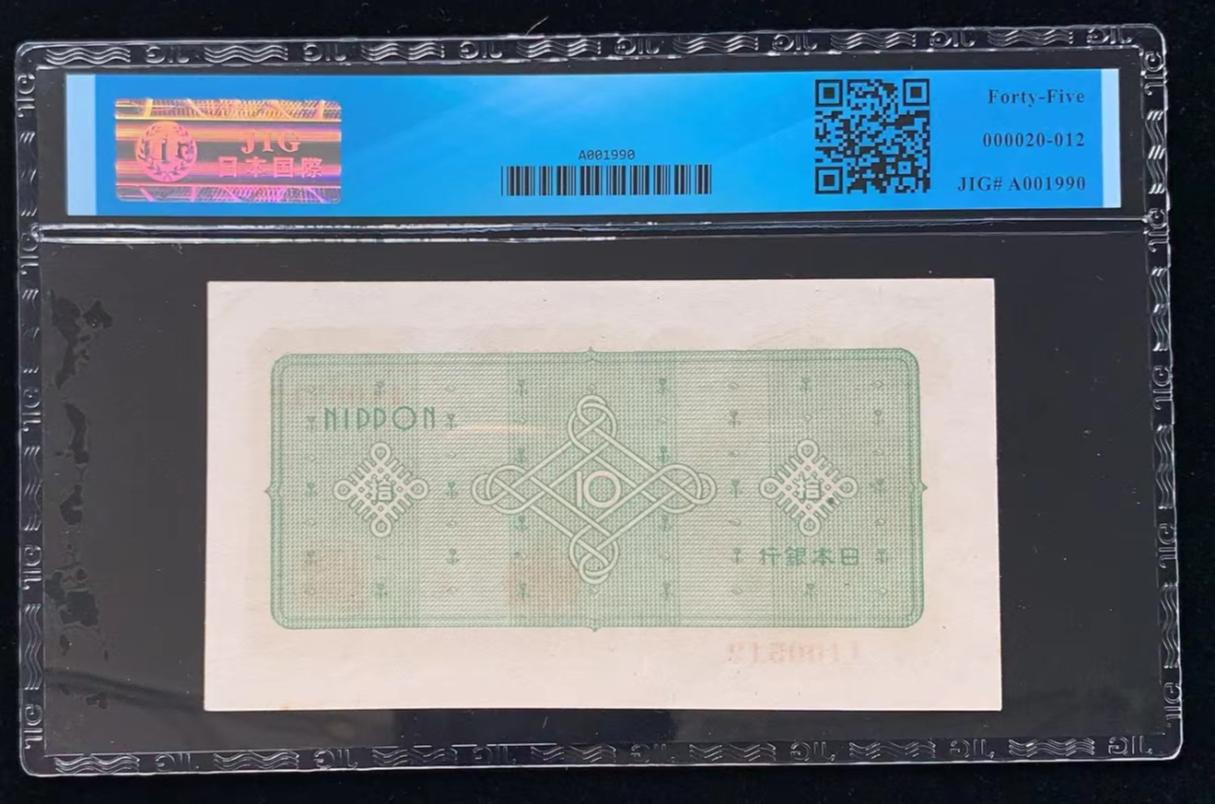 JIG
日本国際
A001990
Forty-Five
000020-012
JIG# A001990
NIPPON
拾
10
拾
行銀本日